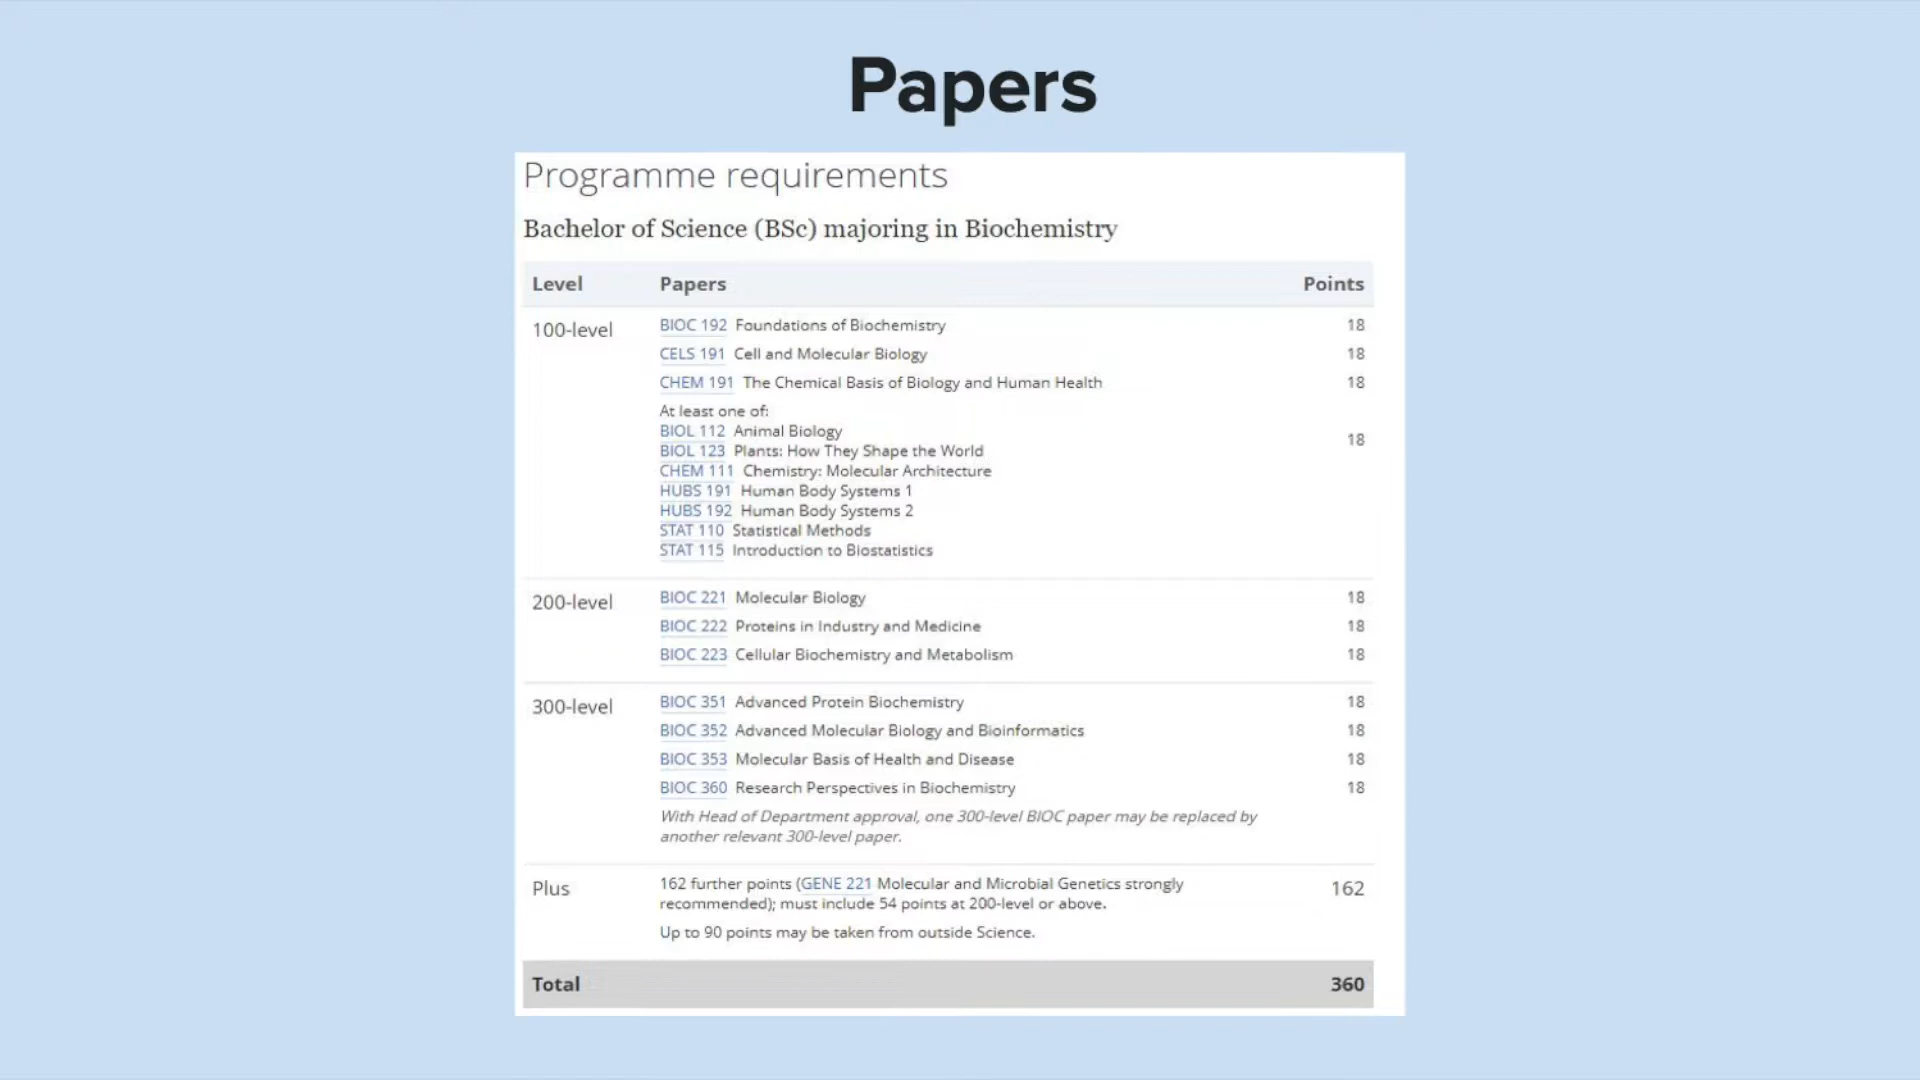 Papers
Programme requirements
Bachelor of Science (BSc) majoring in Biochemistry
Level Papers Points
100-level BIOC 192 Foundations of Biochemistry 18
CELS 191 Cell and Molecular Biology 18
CHEM 191 The Chemical Basis of Biology and Human Health 18
At least one of:
BIOL 112 Animal Biology
18
BIOL 123 Plants: How They Shape the World
CHEM 111 Chemistry: Molecular Architecture
HUBS 191 Human Body Systems 1
HUBS 192 Human Body Systems 2
STAT 110 Statistical Methods
STAT 115 Introduction to Biostatistics
200-level BIOC 221 Molecular Biology 18
BIOC 222 Proteins in Industry and Medicine 18
BIOC 223 Cellular Biochemistry and Metabolism 18
300-level BIOC 351 Advanced Protein Biochemistry 18
BIOC 352 Advanced Molecular Biology and Bioinformatics 18
BIOC 353 Molecular Basis of Health and Disease 18
BIOC 360 Research Perspectives in Biochemistry 18
With Head of Department approval, one 300-level BIOC paper may be replaced by
another relevant 300-level paper.
Plus 162 further points (GENE 221 Molecular and Microbial Genetics strongly 162
recommended); must include 54 points at 200-level or above.
Up to 90 points may be taken from outside Science.
Total 360